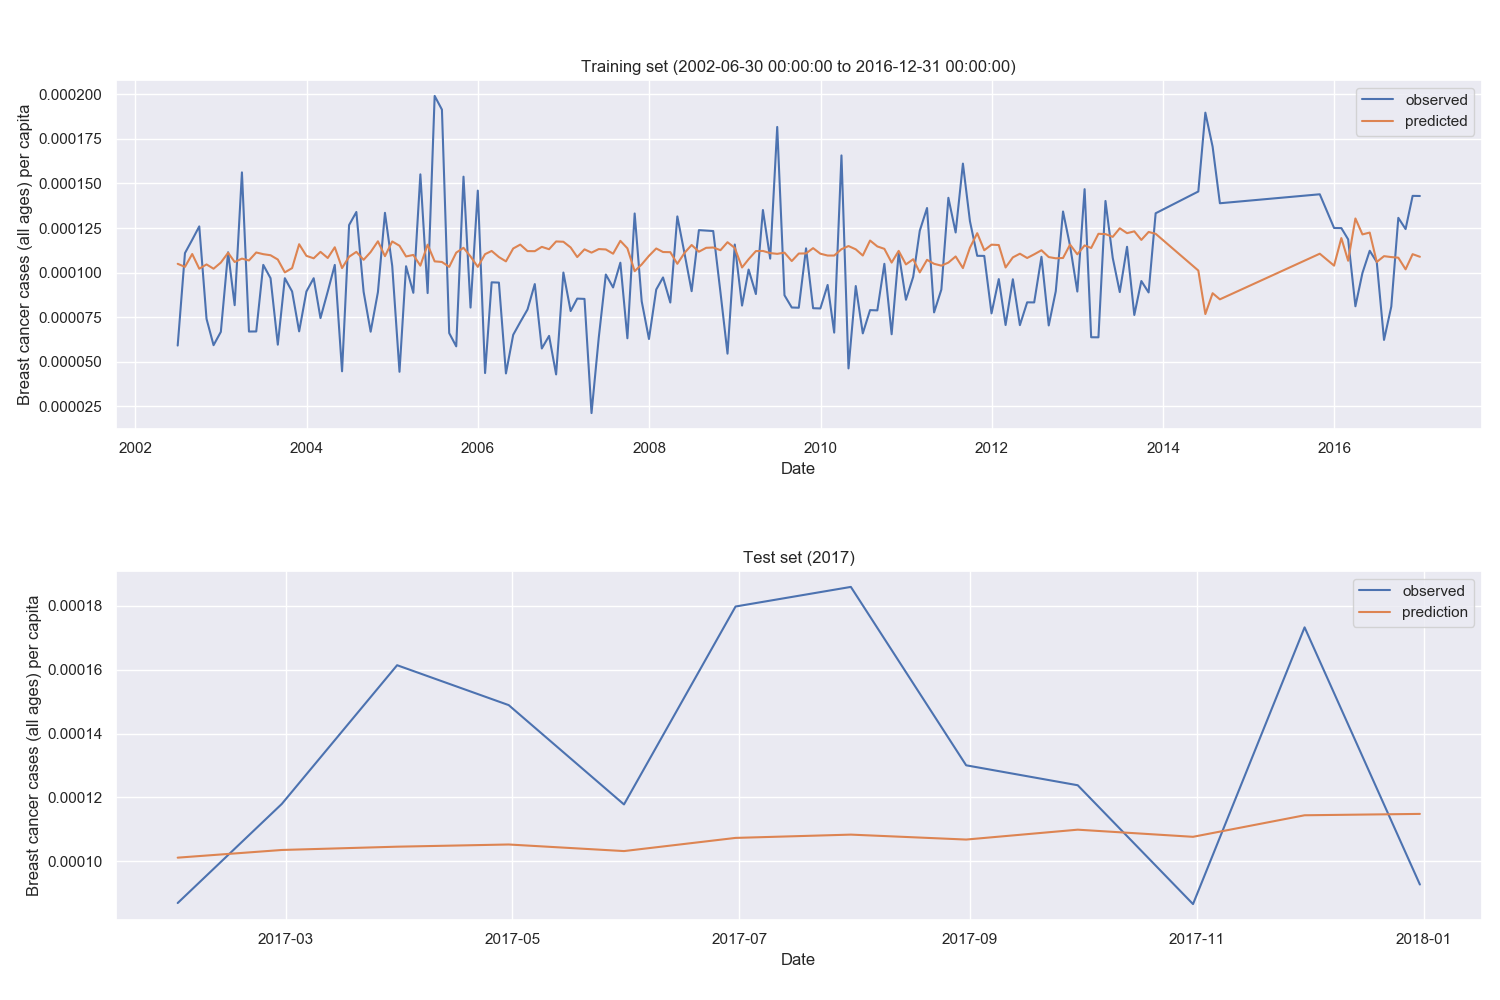 Training set (2002-06-30 00:00:00 to 2016-12-31 00:00:00)
Breast cancer cases (all ages) per capita
0.000200
0.000175
0.000150
0.000125
0.000100
0.000075
0.000050
0.000025
observed
predicted
2002 2004 2006 2008 2010 2012 2014 2016
Date
Test set (2017)
Breast cancer cases (all ages) per capita
0.00018
0.00016
0.00014
0.00012
0.00010
observed
prediction
2017-03 2017-05 2017-07 2017-09 2017-11 2018-01
Date